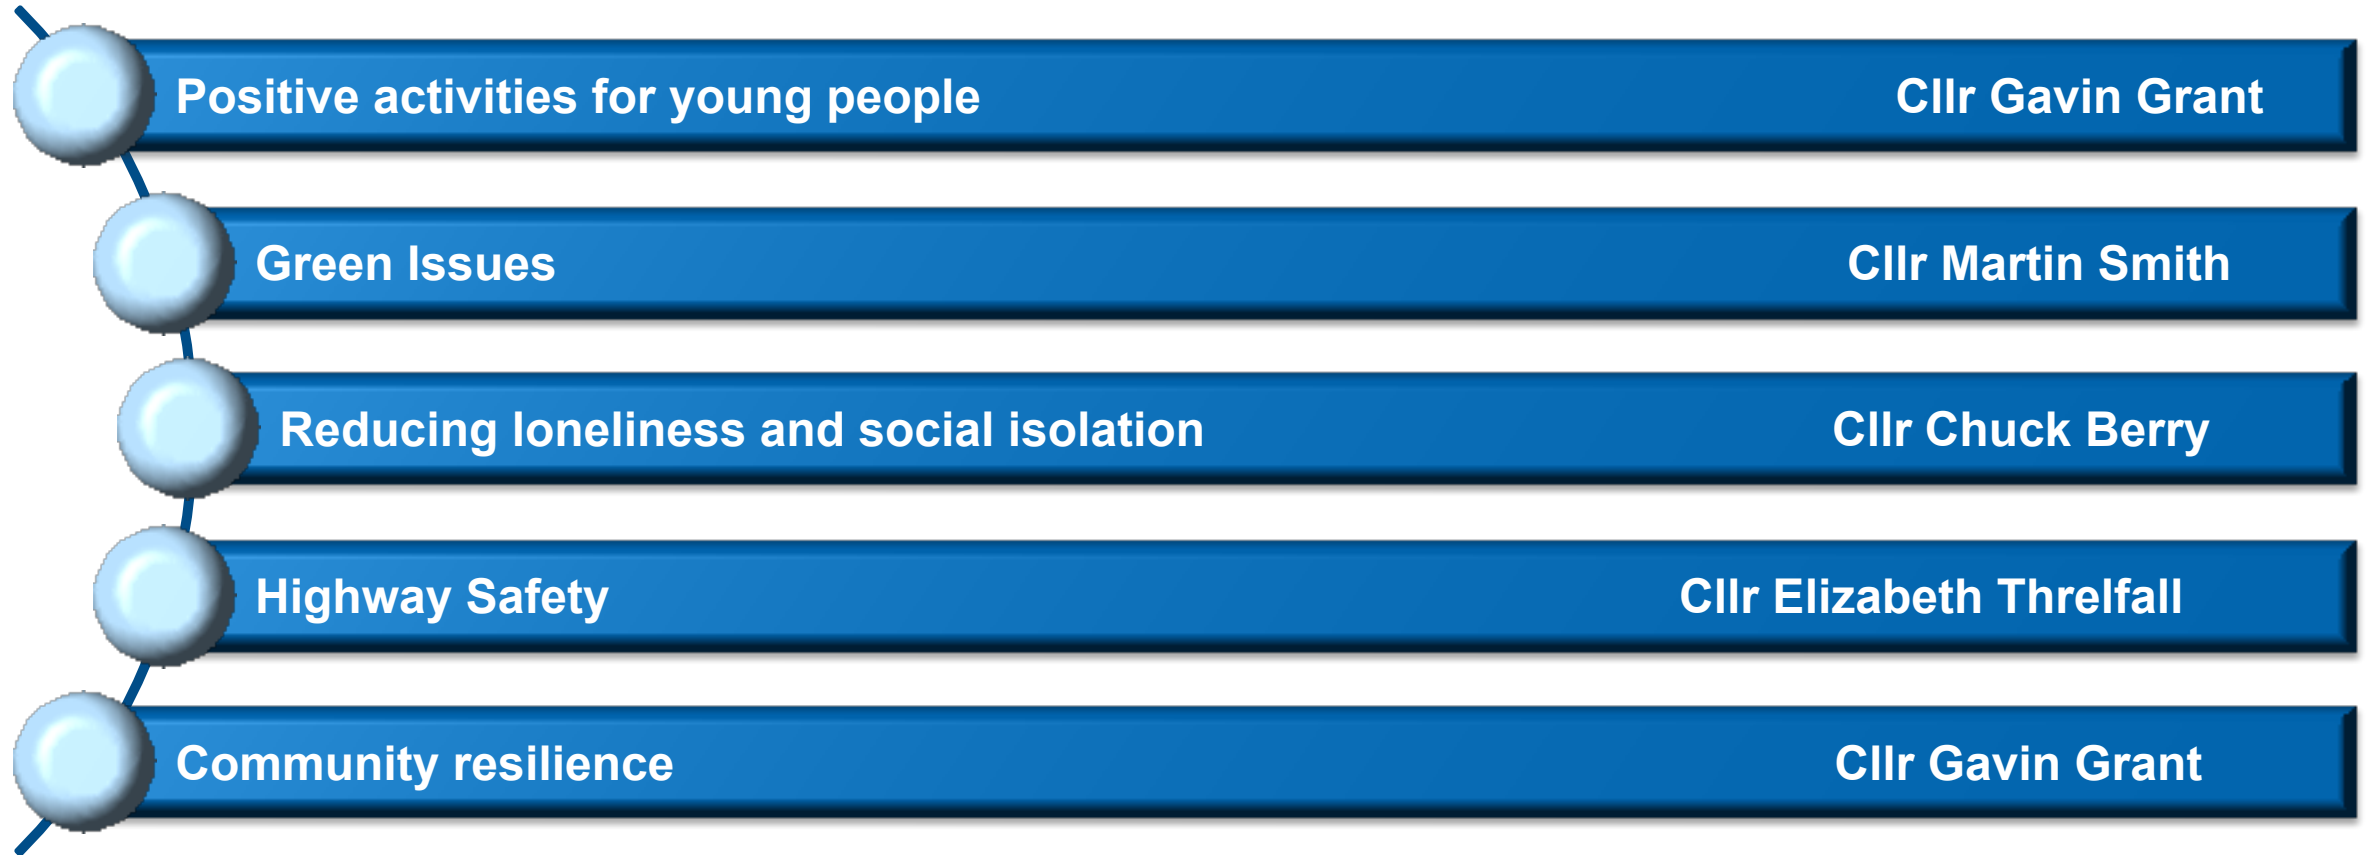 Positive activities for young people Cllr Gavin Grant
Green Issues Cllr Martin Smith
Reducing loneliness and social isolation Cllr Chuck Berry
Highway Safety Cllr Elizabeth Threlfall
Community resilience Cllr Gavin Grant